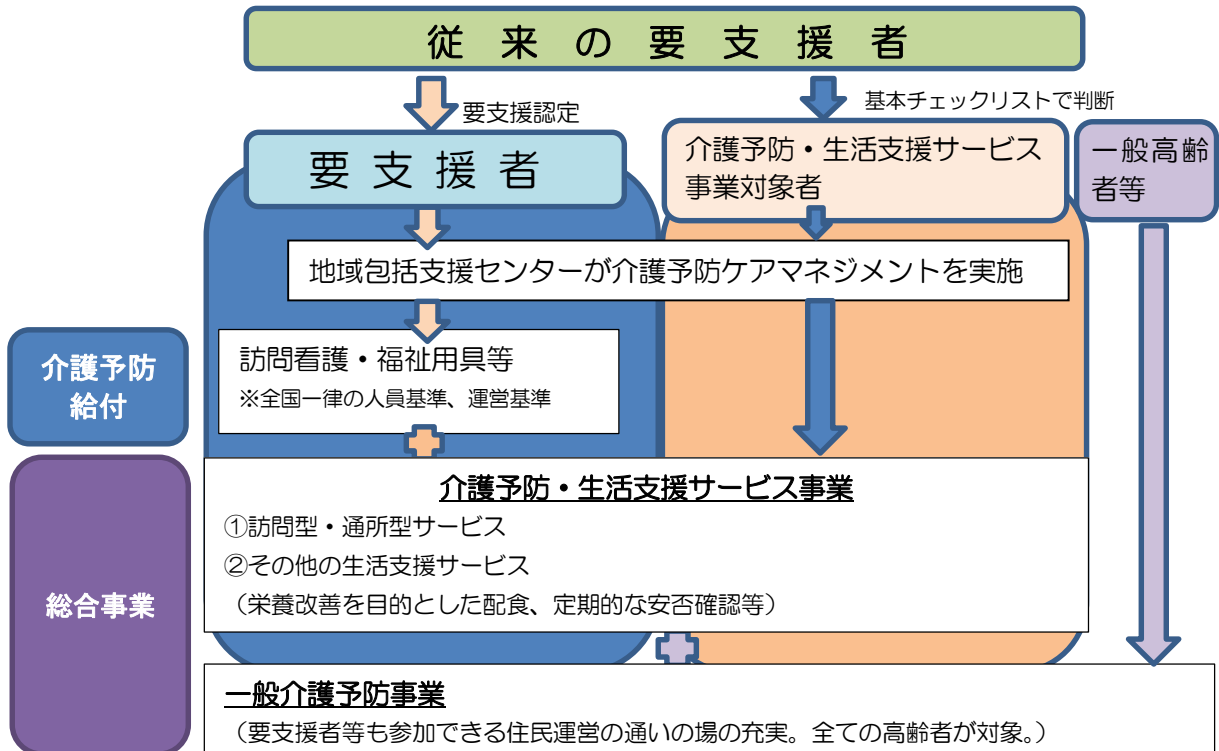 従来の要支援者
要支援認定
基本チェックリストで判断
要支援者
介護予防・生活支援サービス
事業対象者
一般高齢
者等
地域包括支援センターが介護予防ケアマネジメントを実施
介護予防
給付
訪問看護・福祉用具等
※全国一律の人員基準、運営基準
総合事業
介護予防・生活支援サービス事業
①訪問型・通所型サービス
②その他の生活支援サービス
（栄養改善を目的とした配食、定期的な安否確認等）
一般介護予防事業
（要支援者等も参加できる住民運営の通いの場の充実。全ての高齢者が対象。）